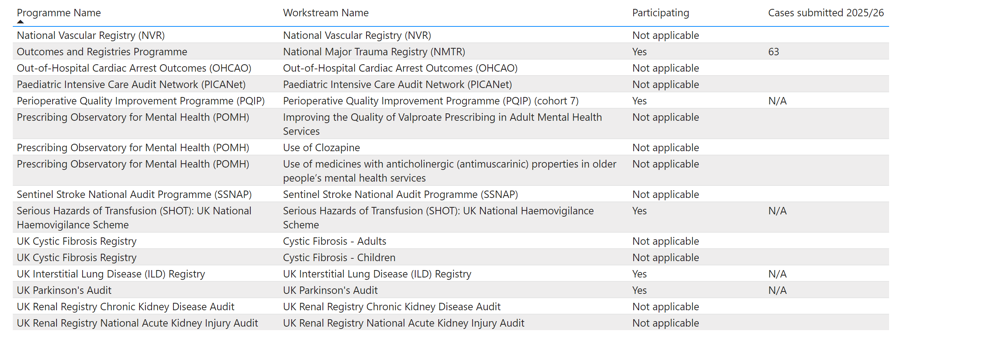 Programme Name Workstream Name Participating Cases submitted 2025/26
National Vascular Registry (NVR) National Vascular Registry (NVR) Not applicable
Outcomes and Registries Programme National Major Trauma Registry (NMTR) Yes 63
Out-of-Hospital Cardiac Arrest Outcomes (OHCAO) Out-of-Hospital Cardiac Arrest Outcomes (OHCAO) Not applicable
Paediatric Intensive Care Audit Network (PICANet) Paediatric Intensive Care Audit Network (PICANet) Not applicable
Perioperative Quality Improvement Programme (PQIP) Perioperative Quality Improvement Programme (PQIP) (cohort 7) Yes N/A
Prescribing Observatory for Mental Health (POMH) Improving the Quality of Valproate Prescribing in Adult Mental Health Not applicable
Services
Prescribing Observatory for Mental Health (POMH) Use of Clozapine Not applicable
Prescribing Observatory for Mental Health (POMH) Use of medicines with anticholinergic (antimuscarinic) properties in older Not applicable
people's mental health services
Sentinel Stroke National Audit Programme (SSNAP) Sentinel Stroke National Audit Programme (SSNAP) Not applicable
Serious Hazards of Transfusion (SHOT): UK National Serious Hazards of Transfusion (SHOT): UK National Haemovigilance Yes N/A
Haemovigilance Scheme Scheme
UK Cystic Fibrosis Registry Cystic Fibrosis - Adults Not applicable
UK Cystic Fibrosis Registry Cystic Fibrosis - Children Not applicable
UK Interstitial Lung Disease (ILD) Registry UK Interstitial Lung Disease (ILD) Registry Yes N/A
UK Parkinson's Audit UK Parkinson's Audit Yes N/A
UK Renal Registry Chronic Kidney Disease Audit UK Renal Registry Chronic Kidney Disease Audit Not applicable
UK Renal Registry National Acute Kidney Injury Audit UK Renal Registry National Acute Kidney Injury Audit Not applicable